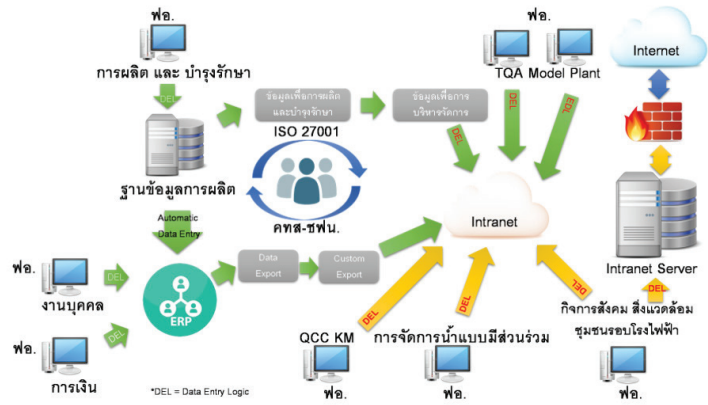 ฟอ.
การผลิต และ บำรุงรักษา
DEL
ฐานข้อมูลการผลิต
ข้อมูลเพื่อการผลิต
และบำรุงรักษา
ข้อมูลเพื่อการ
บริหารจัดการ
ISO 27001
คทส-ชฟน.
ฟอ.
TQA Model Plant
DEL
DEL
EDL
Internet
Intranet
Intranet Server
Automatic
Data Entry
ฟอ.
งานบุคคล
DEL
ERP
Data
Export
Custom
Export
ฟอ.
การเงิน
DEL
*DEL = Data Entry Logic
DEL
QCC KM
ฟอ.
DEL
การจัดการน้ำแบบมีส่วนร่วม
ฟอ.
DEL
DEL
กิจการสังคม สิ่งแวดล้อม
ชุมชนรอบโรงไฟฟ้า
ฟอ.